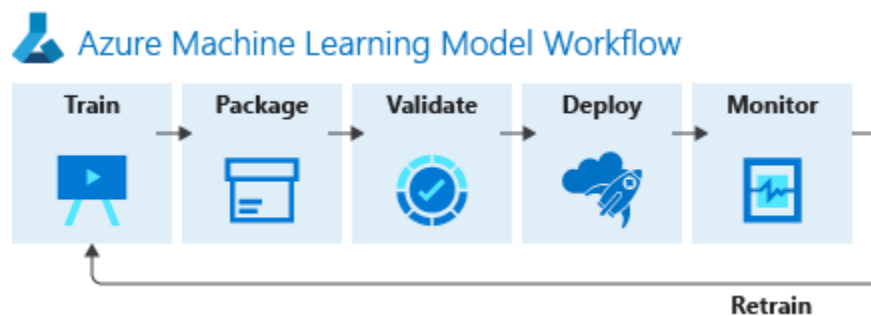 Azure Machine Learning Model Workflow
Train
Package
Validate
Deploy
Monitor
Retrain